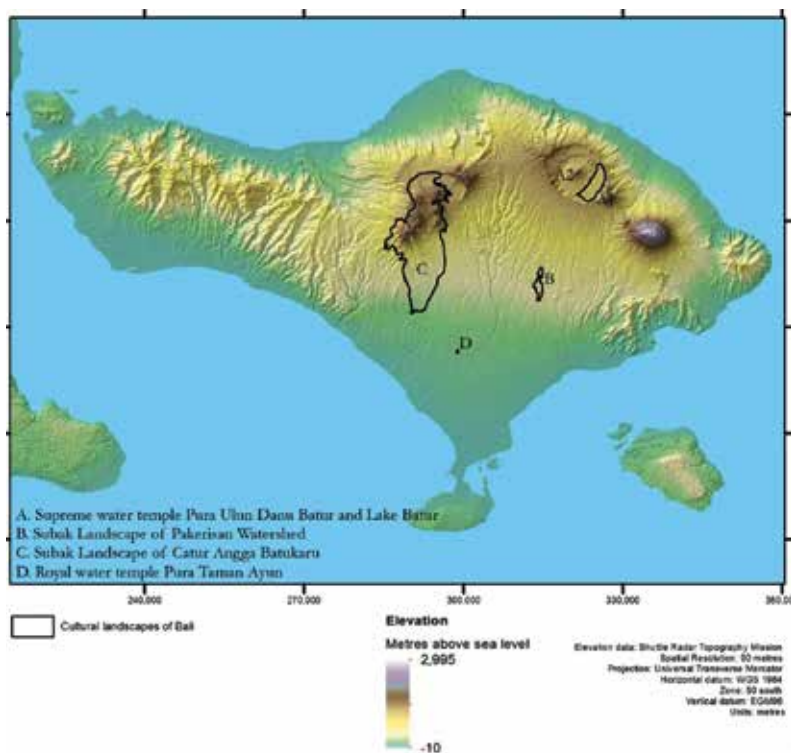 A2
A
B
C
D
A. Supreme water temple Pura Ulun Danu Batur and Lake Batur
B. Subak Landscape of Pakerisan Watershed
C. Subak Landscape of Catur Angga Batukaru
D. Royal water temple Pura Taman Ayun
240,000 270,000 300,000 330,000
Cultural landscapes of Bali
Elevation
Metres above sea level
2,995
-10
Elevation data: Shuttle Radar Topography Mission
Spatial Resolution: 90 metres
Projection: Universal Transverse Mercator
Horizontal datum: WGS 1984
Zone: 50 south
Vertical datum: EGM96
Units: metres